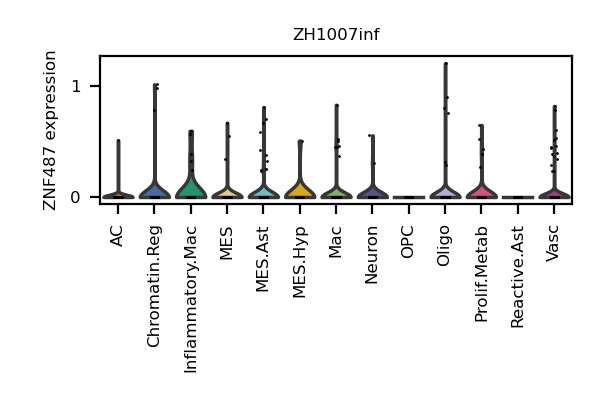 ZH1007inf
ZNF487 expression
1
0
AC
Chromatin.Reg
Inflammatory.Mac
MES
MES.Ast
MES.Hyp
Mac
Neuron
OPC
Oligo
Prolif.Metab
Reactive.Ast
Vasc